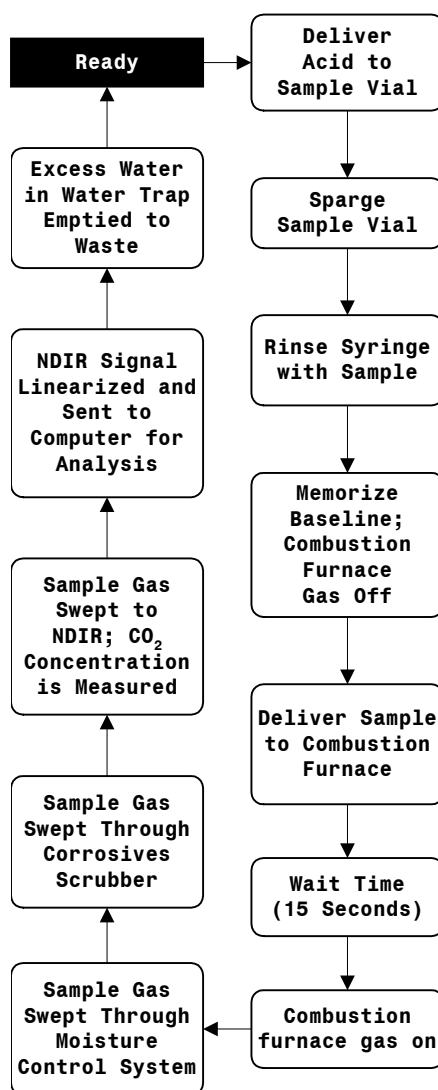 Ready
Deliver
Acid to
Sample Vial
Sparge
Sample Vial
Rinse Syringe
with Sample
Memorize
Baseline;
Combustion
Furnace
Gas Off
Deliver Sample
to Combustion
Furnace
Wait Time
(15 Seconds)
Combustion
furnace gas on
Sample Gas
Swept Through
Moisture
Control System
Sample Gas
Swept Through
Corrosives
Scrubber
Sample Gas
Swept to
NDIR; CO₂
Concentration
is Measured
NDIR Signal
Linearized and
Sent to
Computer for
Analysis
Excess Water
in Water Trap
Emptied to
Waste